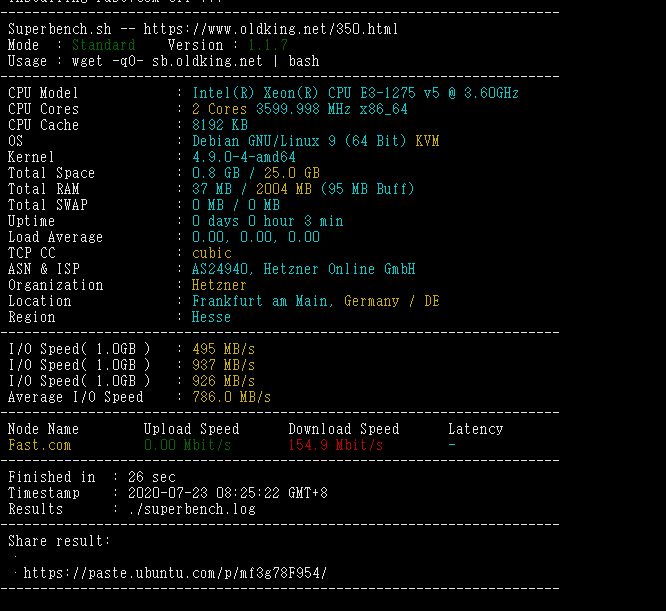 Superbench.sh -- https://www.oldking.net/350.html
Mode : Standard Version : 1.1.7
Usage : wget -qO- sb.oldking.net | bash
CPU Model : Intel(R) Xeon(R) CPU E3-1275 v5 @ 3.60GHz
CPU Cores : 2 Cores 3599.998 MHz x86_64
CPU Cache : 8192 KB
OS : Debian GNU/Linux 9 (64 Bit) KVM
Kernel : 4.9.0-4-amd64
Total Space : 0.8 GB / 25.0 GB
Total RAM : 37 MB / 2004 MB (95 MB Buff)
Total SWAP : 0 MB / 0 MB
Uptime : 0 days 0 hour 3 min
Load Average : 0.00, 0.00, 0.00
TCP CC : cubic
ASN & ISP : AS24940, Hetzner Online GmbH
Organization : Hetzner
Location : Frankfurt am Main, Germany / DE
Region : Hesse
I/O Speed( 1.0GB ) : 495 MB/s
I/O Speed( 1.0GB ) : 937 MB/s
I/O Speed( 1.0GB ) : 926 MB/s
Average I/O Speed : 786.0 MB/s
Node Name Upload Speed Download Speed Latency
Fast.com 0.00 Mbit/s 154.9 Mbit/s -
Finished in : 26 sec
Timestamp : 2020-07-23 08:25:22 GMT+8
Results : ./superbench.log
Share result:
·
· https://paste.ubuntu.com/p/mf3g78F954/